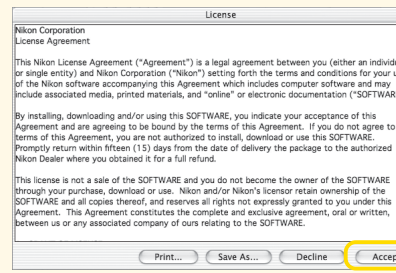 License
Nikon Corporation
License Agreement
This Nikon License Agreement ("Agreement") is a legal agreement between you (either an individu
or single entity) and Nikon Corporation ("Nikon") setting forth the terms and conditions for your u
of the Nikon software accompanying this Agreement which includes computer software and may
include associated media, printed materials, and "online" or electronic documentation ("SOFTWAR
By installing, downloading and/or using this SOFTWARE, you indicate your acceptance of this
Agreement and are agreeing to be bound by the terms of this Agreement. If you do not agree to
terms of this Agreement, you are not authorized to install, download or use this SOFTWARE.
Promptly return within fifteen (15) days from the date of delivery the package to the authorized
Nikon Dealer where you obtained it for a full refund.
This license is not a sale of the SOFTWARE and you do not become the owner of the SOFTWARE
through your purchase, download or use. Nikon and/or Nikon's licensor retain ownership of the
SOFTWARE and all copies thereof, and reserves all rights not expressly granted to you under this
Agreement. This Agreement constitutes the complete and exclusive agreement, oral or written,
between us or any associated company of ours relating to the SOFTWARE.
Print... Save As... Decline Accep